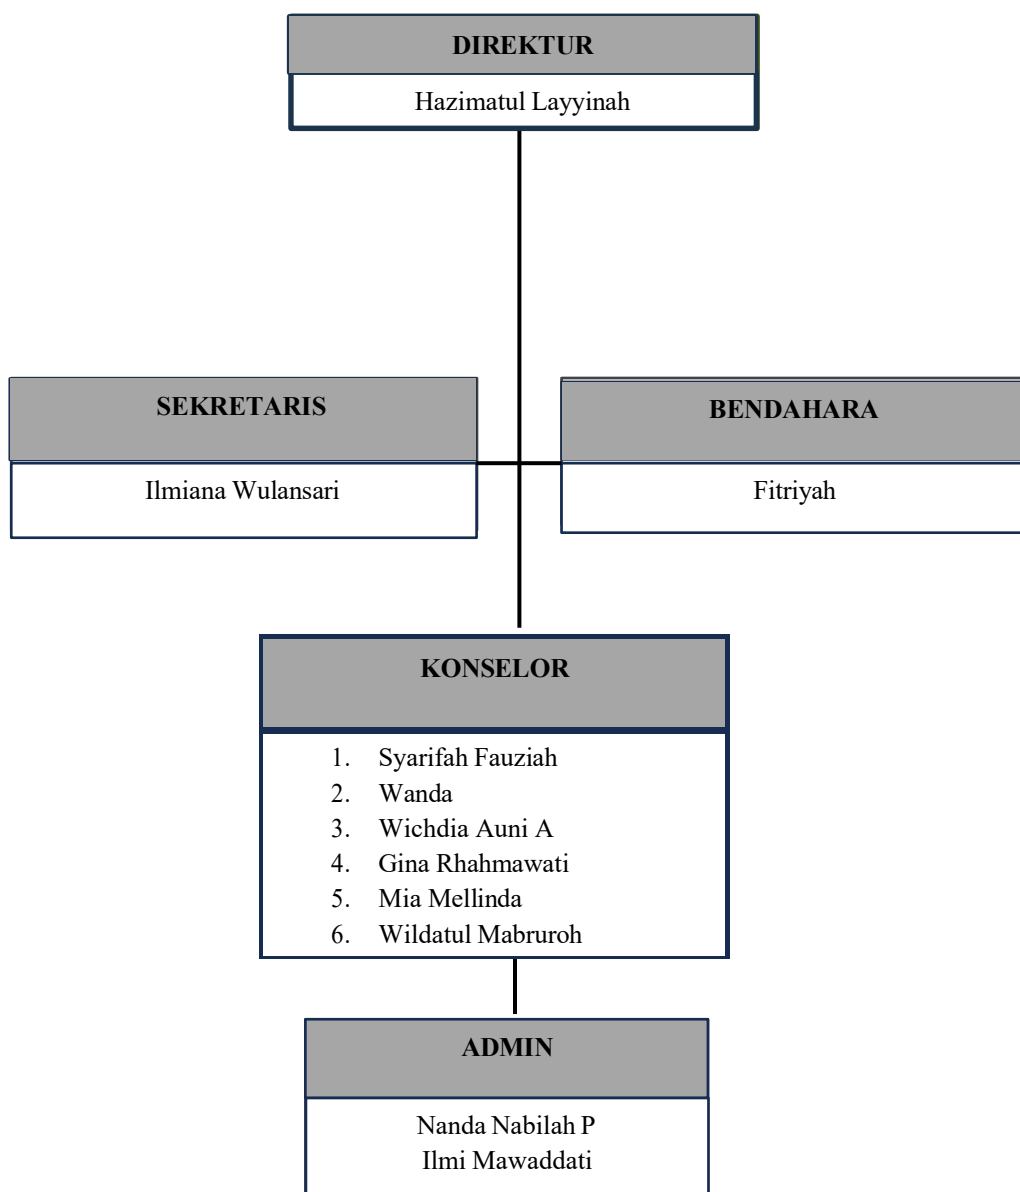 DIREKTUR
Hazimatul Layyinah
SEKRETARIS
Ilmiana Wulansari
BENDAHARA
Fitriyah
KONSELOR
1. Syarifah Fauziah
2. Wanda
3. Wichdia Auni A
4. Gina Rhahmawati
5. Mia Mellinda
6. Wildatul Mabruroh
ADMIN
Nanda Nabilah P
Ilmi Mawaddati